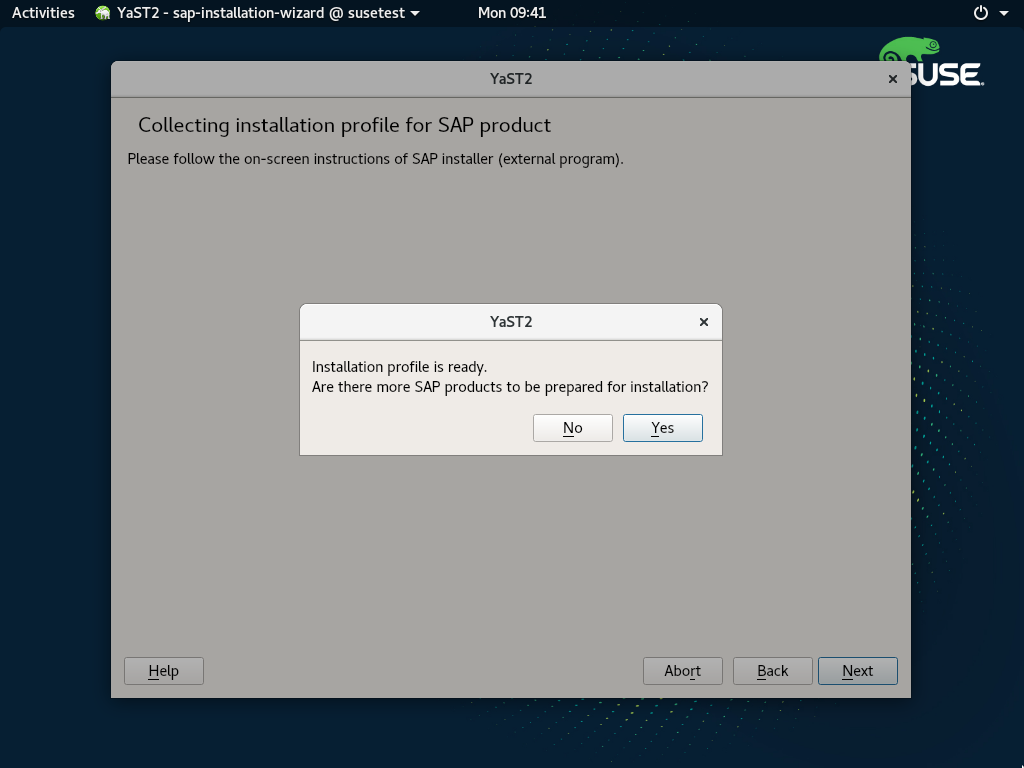 Activities YaST2 - sap-installation-wizard @ susetest Mon 09:41
SUSE
YaST2
Collecting installation profile for SAP product
Please follow the on-screen instructions of SAP installer (external program).
YaST2
Installation profile is ready.
Are there more SAP products to be prepared for installation?
No Yes
Help Abort Back Next